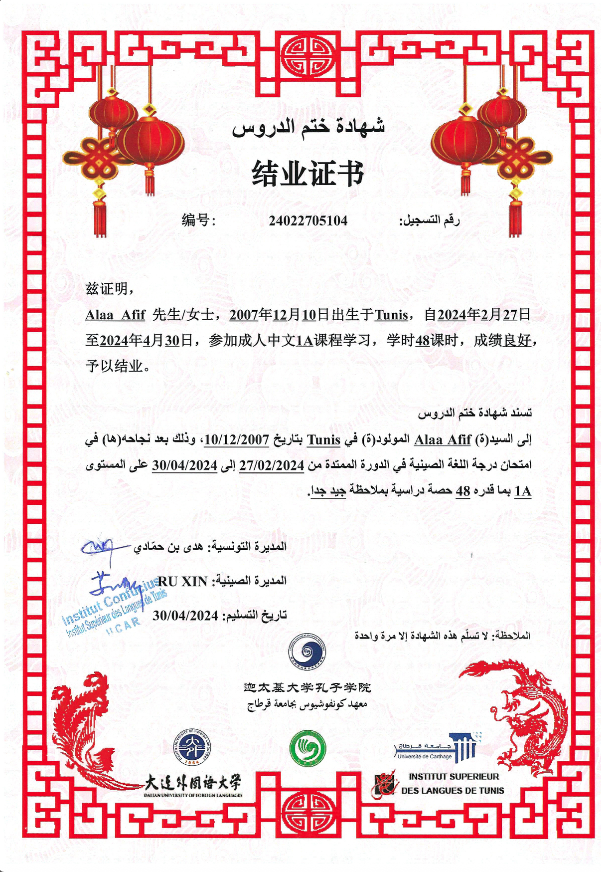 شهادة ختم الدروس
结业证书
编号: 24022705104 رقم التسجيل:
兹证明，
Alaa Afif 先生/女士，2007年12月10日出生于Tunis，自2024年2月27日
至2024年4月30日，参加成人中文1A课程学习，学时48课时，成绩良好，
予以结业。
تسند شهادة ختم الدروس
إلى السيد(ة) Alaa Afif المولود(ة) في Tunis بتاريخ 10/12/2007، وذلك بعد نجاحه(ها) في
امتحان درجة اللغة الصينية في الدورة الممتدة من 27/02/2024 إلى 30/04/2024 على المستوى
1A بما قدره 48 حصة دراسية بملاحظة جيد جدا.
المديرة التونسية: هدى بن حمّادي
المديرة الصينية: RU XIN
Institut Confucius
Institut Supérieur des Langues de Tunis
UCAR
تاريخ التسليم: 30/04/2024
الملاحظة: لا تسلّم هذه الشهادة إلا مرة واحدة
迦太基大学孔子学院
معهد كونفوشيوس بجامعة قرطاج
大连外国语大学
DALIAN UNIVERSITY OF FOREIGN LANGUAGES
جامعة قرطاج
Université de Carthage
INSTITUT SUPERIEUR
DES LANGUES DE TUNIS